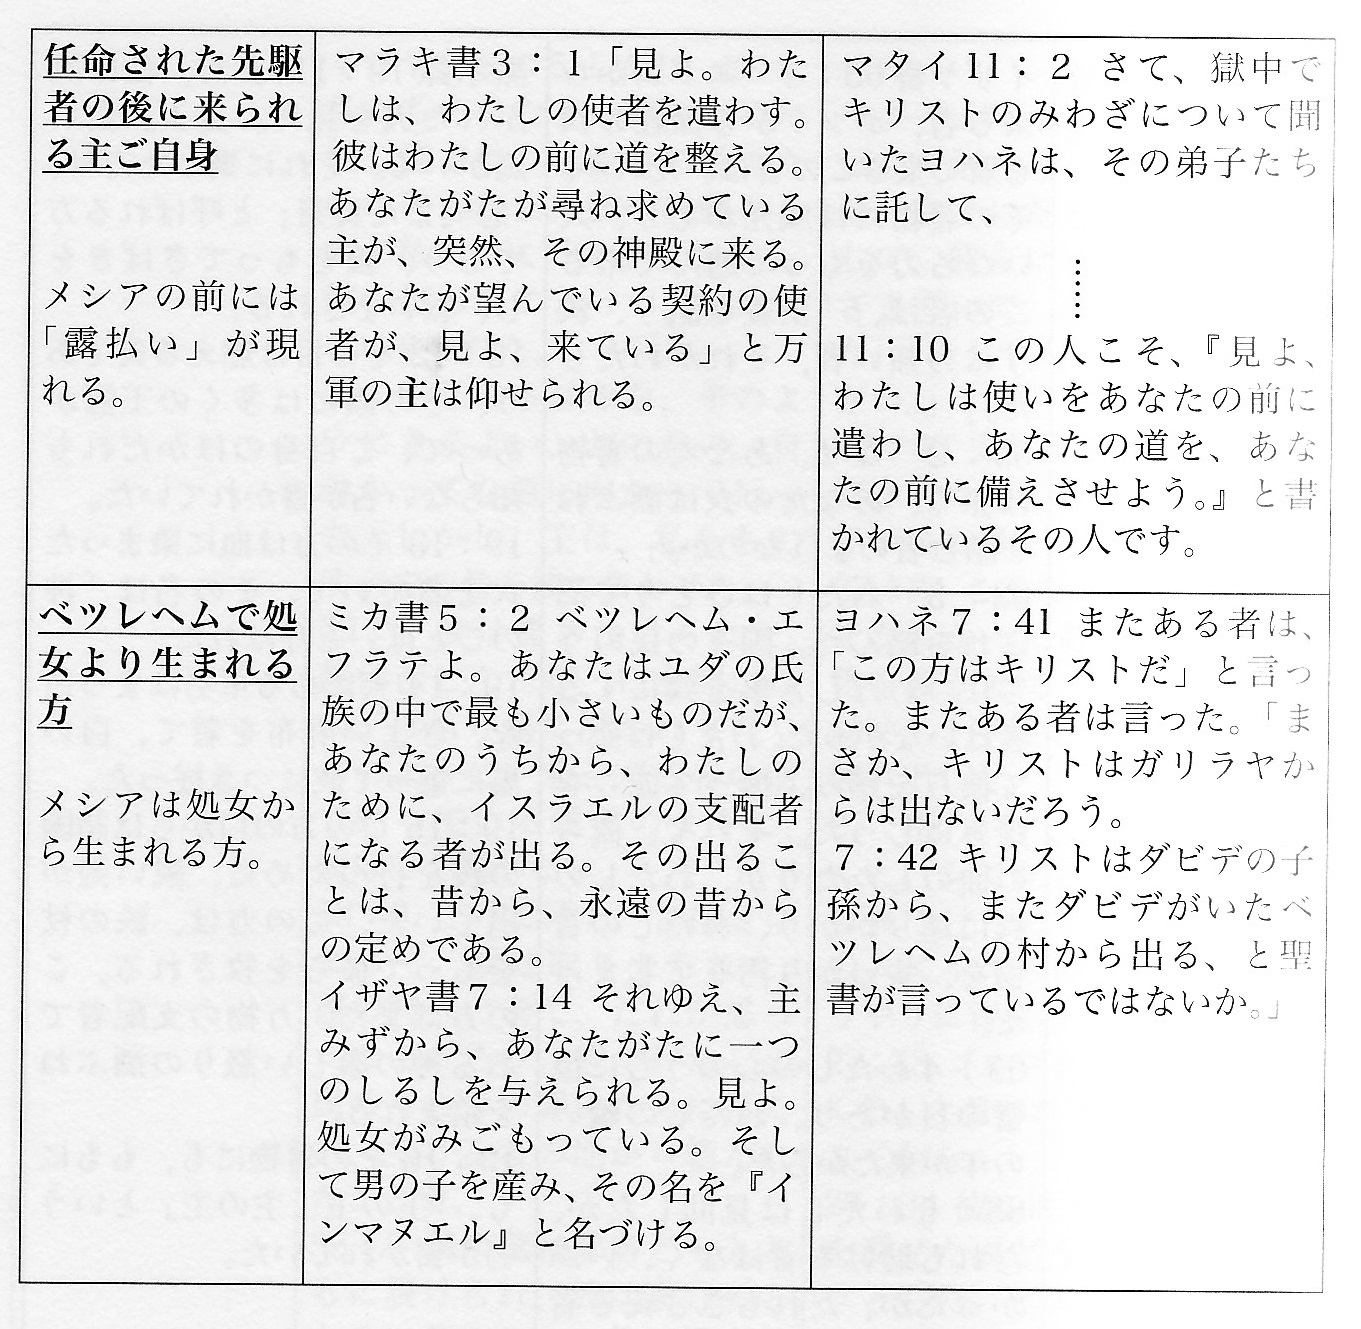 任命された先駆
者の後に来られ
る主ご自身
メシアの前には
「露払い」が現
れる。
マラキ書3：1「見よ。わた
しは、わたしの使者を遣わす。
彼はわたしの前に道を整える。
あなたがたが尋ね求めている
主が、突然、その神殿に来る。
あなたが望んでいる契約の使
者が、見よ、来ている」と万
軍の主は仰せられる。
マタイ11：2 さて、獄中で
キリストのみわざについて聞
いたヨハネは、その弟子たち
に託して、
……
11：10 この人こそ、『見よ、
わたしは使いをあなたの前に
遣わし、あなたの道を、あな
たの前に備えさせよう。』と書
かれているその人です。
ベツレヘムで処
女より生まれる
方
メシアは処女か
ら生まれる方。
ミカ書5：2 ベツレヘム・エ
フラテよ。あなたはユダの氏
族の中で最も小さいものだが、
あなたのうちから、わたしの
ために、イスラエルの支配者
になる者が出る。その出るこ
とは、昔から、永遠の昔から
の定めである。
イザヤ書7：14 それゆえ、主
みずから、あなたがたに一つ
のしるしを与えられる。見よ。
処女がみごもっている。そし
て男の子を産み、その名を『イ
ンマヌエル』と名づける。
ヨハネ7：41 またある者は、
「この方はキリストだ」と言っ
た。またある者は言った。「ま
さか、キリストはガリラヤか
らは出ないだろう。
7：42 キリストはダビデの子
孫から、またダビデがいたベ
ツレヘムの村から出る、と聖
書が言っているではないか。」